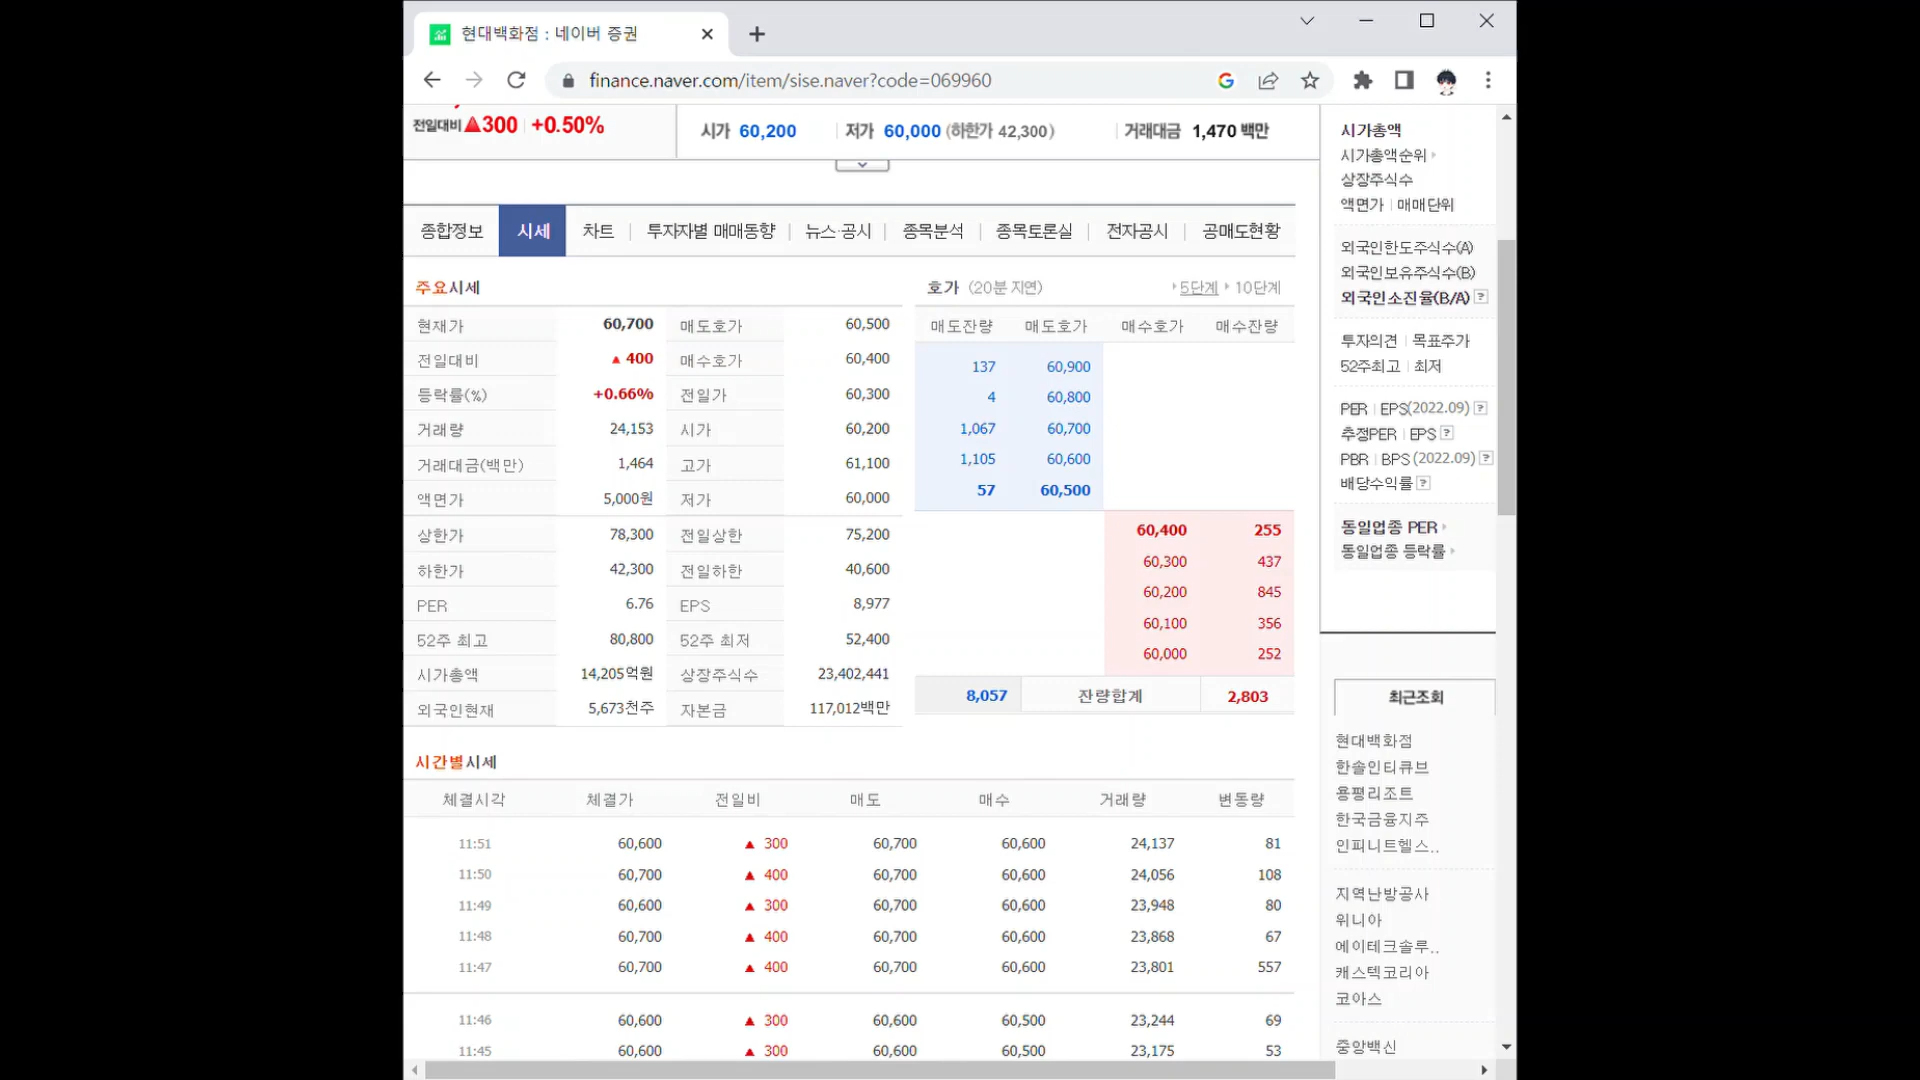 현대백화점 : 네이버 증권
finance.naver.com/item/sise.naver?code=069960
전일대비 ▲300 +0.50%
시가 60,200 저가 60,000 (하한가 42,300) 거래대금 1,470 백만
종합정보 시세 차트 투자자별 매매동향 뉴스·공시 종목분석 종목토론실 전자공시 공매도현황
주요시세
현재가 60,700 매도호가 60,500
전일대비 ▲ 400 매수호가 60,400
등락률(%) +0.66% 전일가 60,300
거래량 24,153 시가 60,200
거래대금(백만) 1,464 고가 61,100
액면가 5,000원 저가 60,000
상한가 78,300 전일상한 75,200
하한가 42,300 전일하한 40,600
PER 6.76 EPS 8,977
52주 최고 80,800 52주 최저 52,400
시가총액 14,205억원 상장주식수 23,402,441
외국인현재 5,673천주 자본금 117,012백만
호가 (20분 지연) 5단계 10단계
매도잔량 매도호가 매수호가 매수잔량
137 60,900
4 60,800
1,067 60,700
1,105 60,600
57 60,500
60,400 255
60,300 437
60,200 845
60,100 356
60,000 252
8,057 잔량합계 2,803
시간별시세
체결시각 체결가 전일비 매도 매수 거래량 변동량
11:51 60,600 ▲ 300 60,700 60,600 24,137 81
11:50 60,700 ▲ 400 60,700 60,600 24,056 108
11:49 60,600 ▲ 300 60,700 60,600 23,948 80
11:48 60,700 ▲ 400 60,700 60,600 23,868 67
11:47 60,700 ▲ 400 60,700 60,600 23,801 557
11:46 60,600 ▲ 300 60,600 60,500 23,244 69
11:45 60,600 ▲ 300 60,600 60,500 23,175 53
시가총액
시가총액순위
상장주식수
액면가 매매단위
외국인한도주식수(A)
외국인보유주식수(B)
외국인소진율(B/A) ?
투자의견 목표주가
52주최고 최저
PER EPS(2022.09) ?
추정PER EPS ?
PBR BPS (2022.09) ?
배당수익률 ?
동일업종 PER
동일업종 등락률
최근조회
현대백화점
한솔인티큐브
용평리조트
한국금융지주
인피니트헬스..
지역난방공사
위니아
에이테크솔루..
캐스텍코리아
코아스
중앙백신